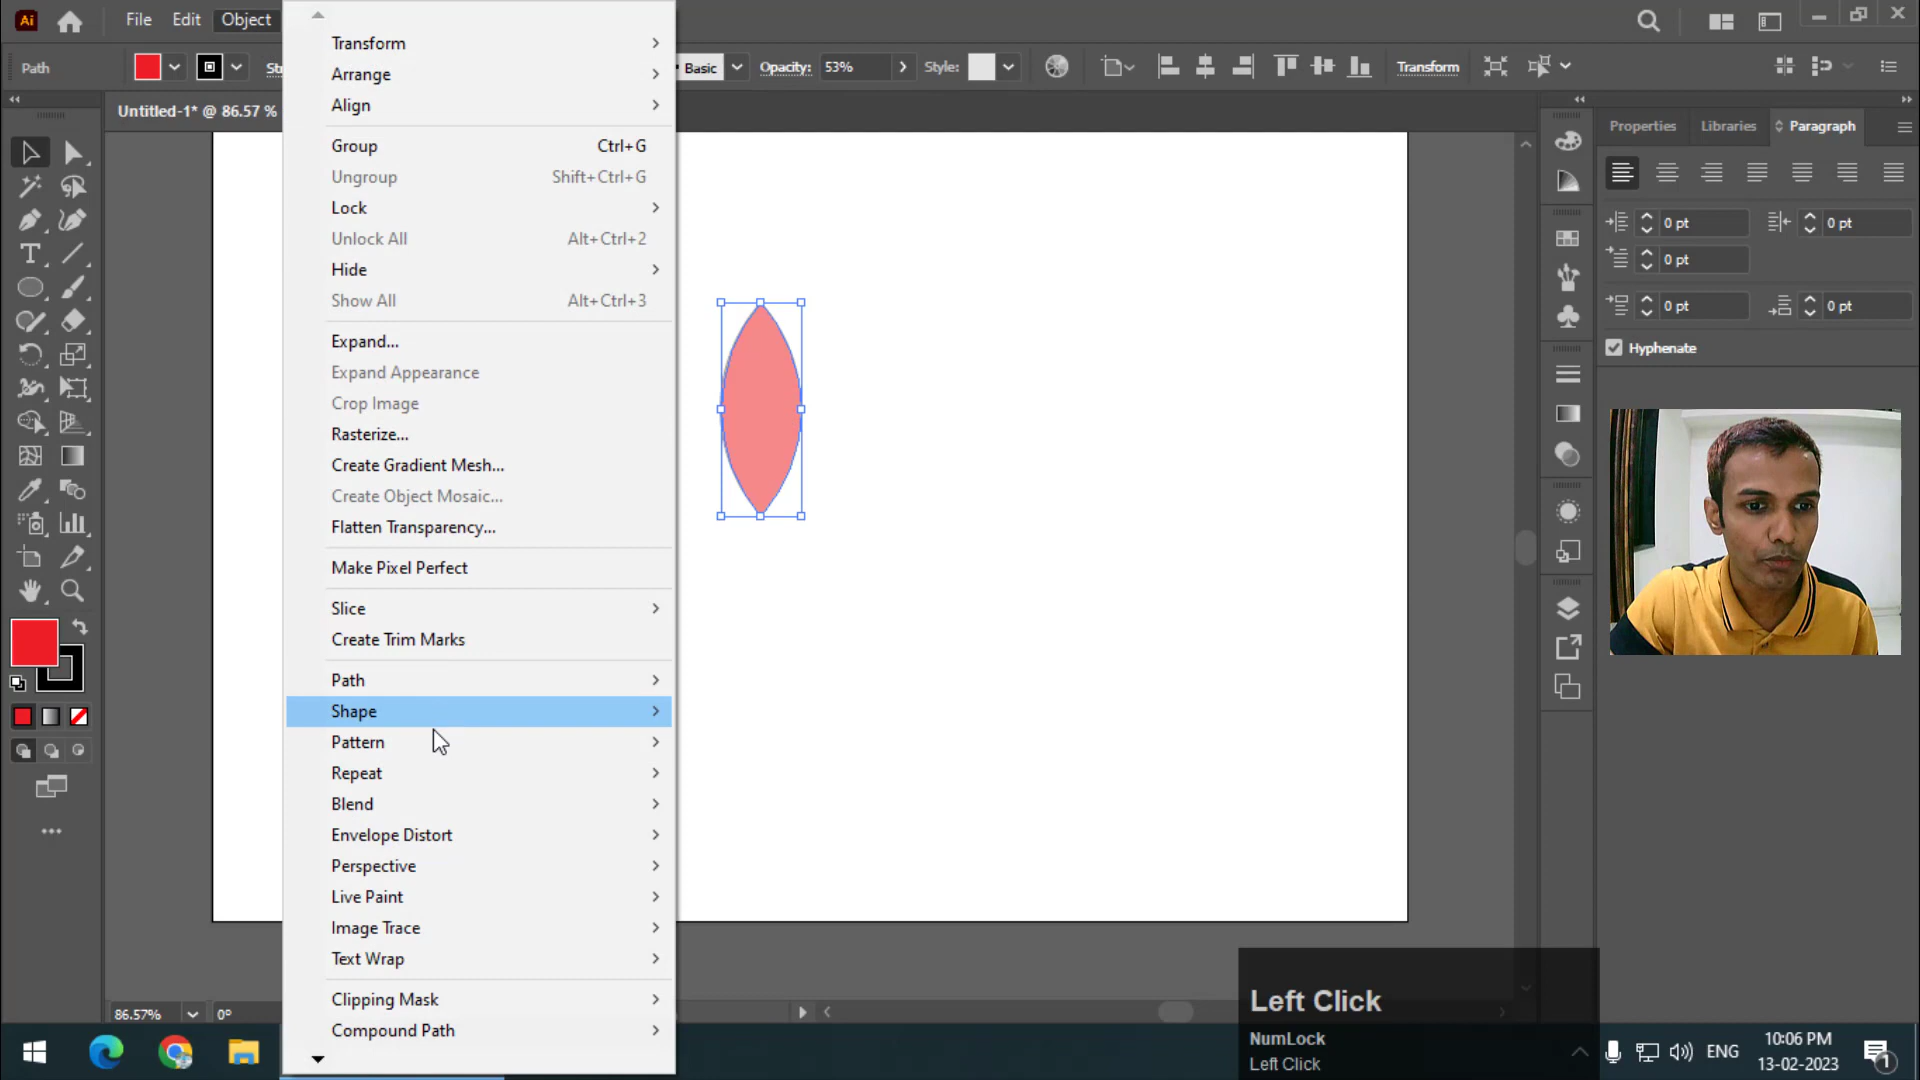 Ai
File
Edit
Object
Path
Basic
Opacity:
53%
Style:
Transform
Untitled-1* @ 86.57 %
Transform
Arrange
Align
Group Ctrl+G
Ungroup Shift+Ctrl+G
Lock
Unlock All Alt+Ctrl+2
Hide
Show All Alt+Ctrl+3
Expand...
Expand Appearance
Crop Image
Rasterize...
Create Gradient Mesh...
Create Object Mosaic...
Flatten Transparency...
Make Pixel Perfect
Slice
Create Trim Marks
Path
Shape
Pattern
Repeat
Blend
Envelope Distort
Perspective
Live Paint
Image Trace
Text Wrap
Clipping Mask
Compound Path
Properties
Libraries
Paragraph
0 pt
0 pt
0 pt
0 pt
0 pt
Hyphenate
86.57%
0°
Left Click
NumLock
Left Click
ENG
10:06 PM
13-02-2023
1